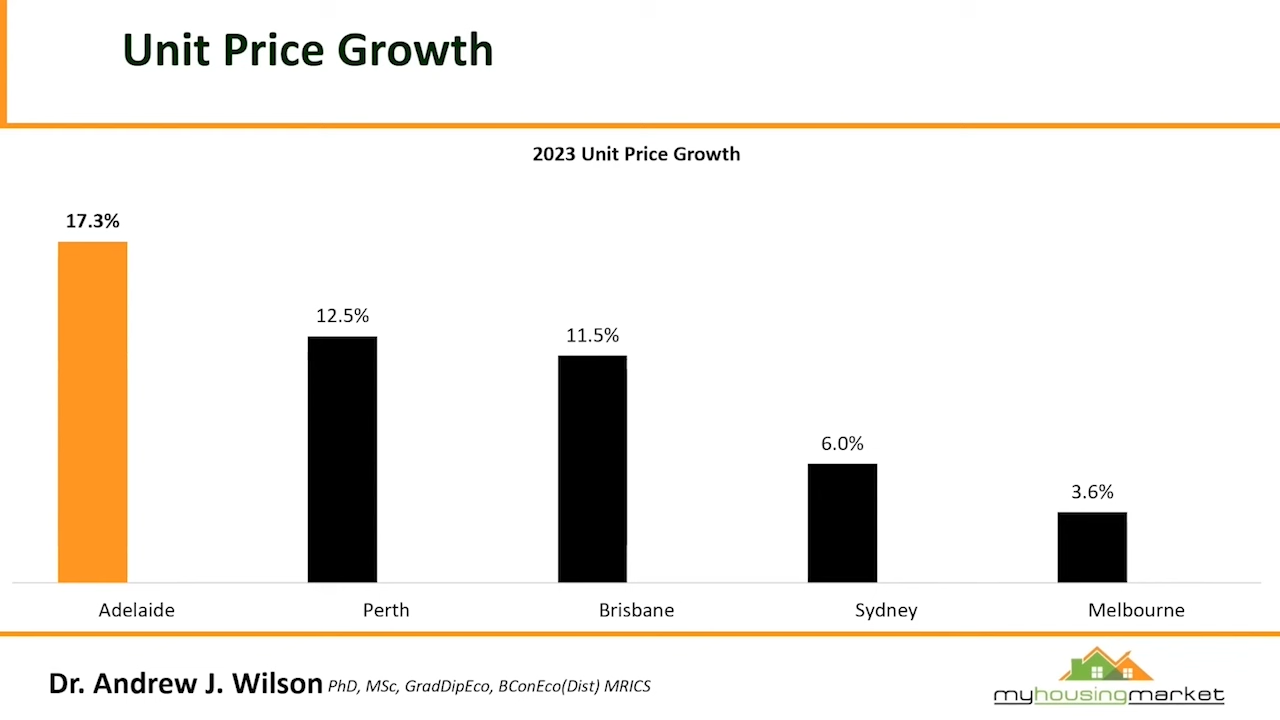 Unit Price Growth
2023 Unit Price Growth
17.3%
12.5%
11.5%
6.0%
3.6%
Adelaide Perth Brisbane Sydney Melbourne
Dr. Andrew J. Wilson PhD, MSc, GradDipEco, BConEco(Dist) MRICS
myhousingmarket